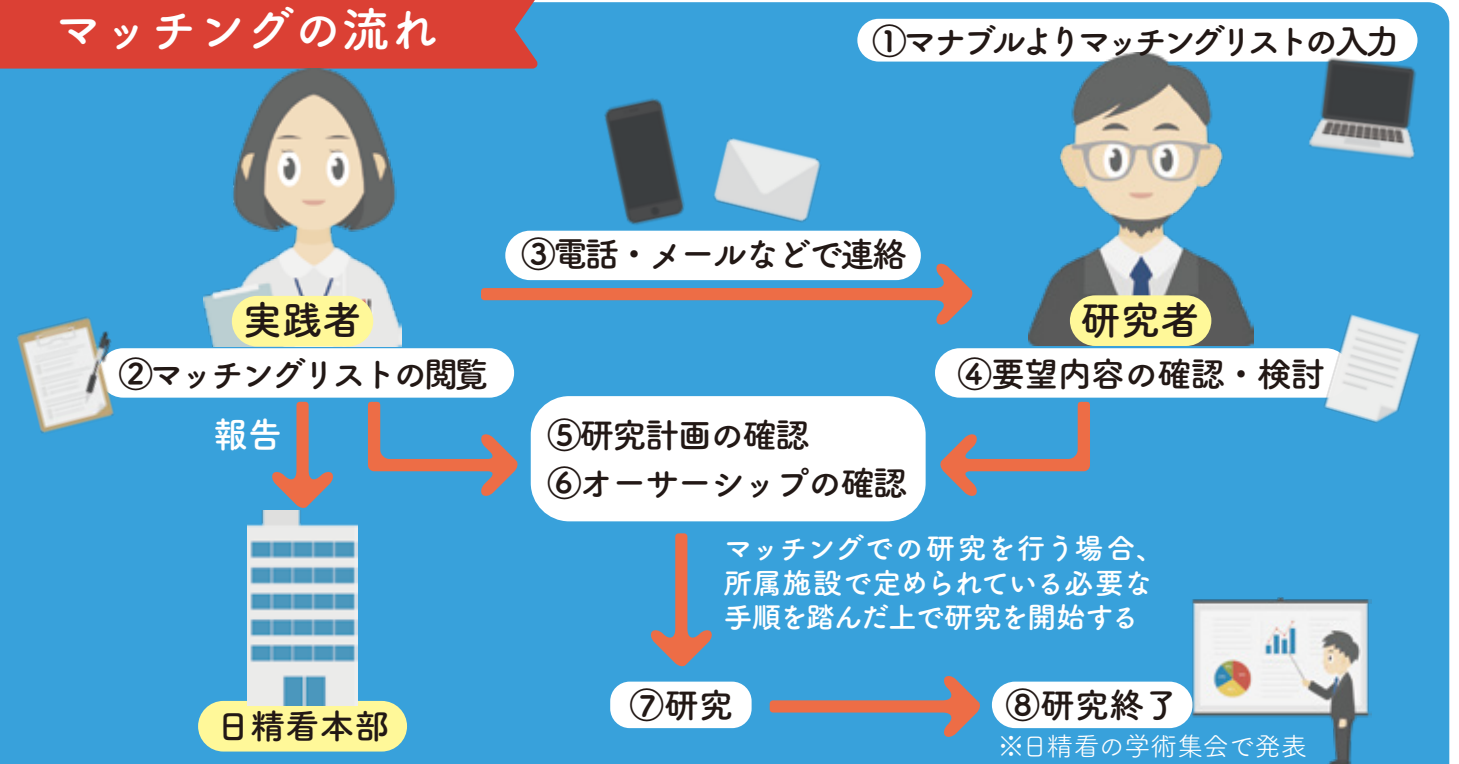 マッチングの流れ
①マナブルよりマッチングリストの入力
③電話・メールなどで連絡
実践者
研究者
②マッチングリストの閲覧
④要望内容の確認・検討
報告
⑤研究計画の確認
⑥オーサーシップの確認
マッチングでの研究を行う場合、
所属施設で定められている必要な
手順を踏んだ上で研究を開始する
日精看本部
⑦研究
⑧研究終了
※日精看の学術集会で発表